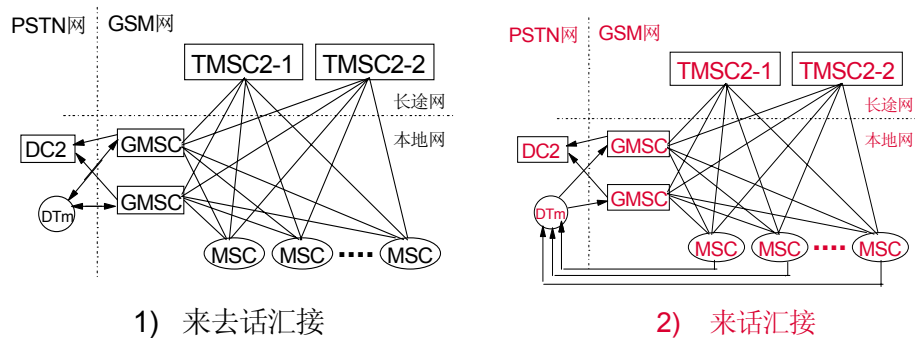 PSTN网 GSM网
TMSC2-1 TMSC2-2
长途网
本地网
DC2 GMSC
GMSC
DTm
MSC MSC MSC
1) 来去话汇接
PSTN网 GSM网
TMSC2-1 TMSC2-2
长途网
本地网
DC2 GMSC
GMSC
DTm
MSC MSC MSC
2) 来话汇接